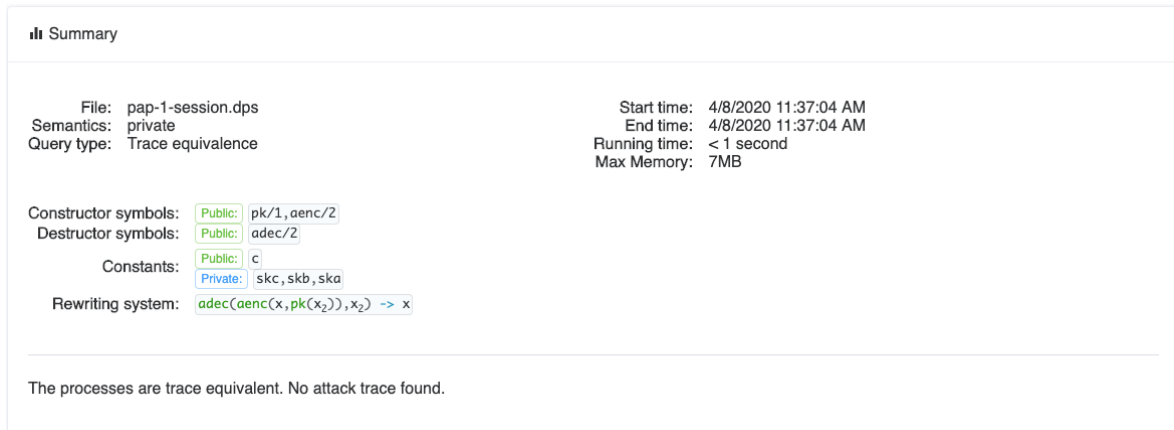 Summary
File: pap-1-session.dps
Semantics: private
Query type: Trace equivalence
Start time: 4/8/2020 11:37:04 AM
End time: 4/8/2020 11:37:04 AM
Running time: < 1 second
Max Memory: 7MB
Constructor symbols: Public: pk/1,aenc/2
Destructor symbols: Public: adec/2
Constants: Public: c
Private: skc,skb,ska
Rewriting system: adec(aenc(x,pk(x₂)),x₂) -> x
The processes are trace equivalent. No attack trace found.